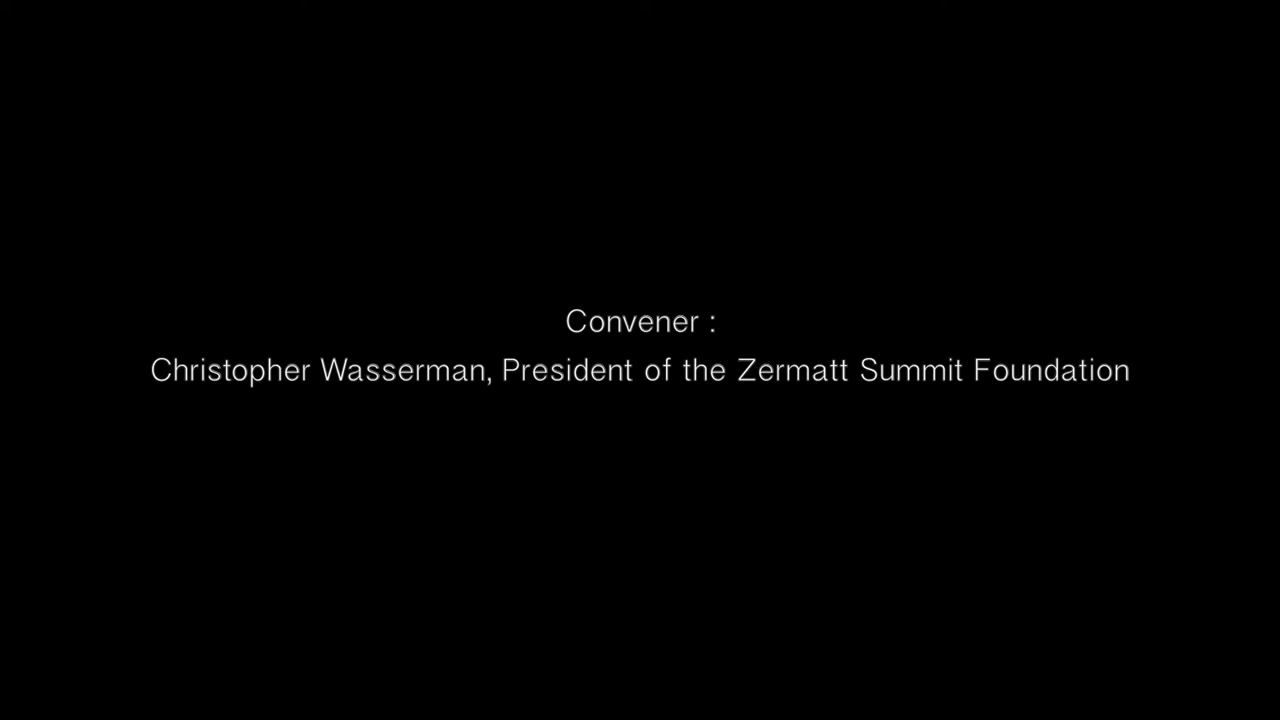 Convener :
Christopher Wasserman, President of the Zermatt Summit Foundation